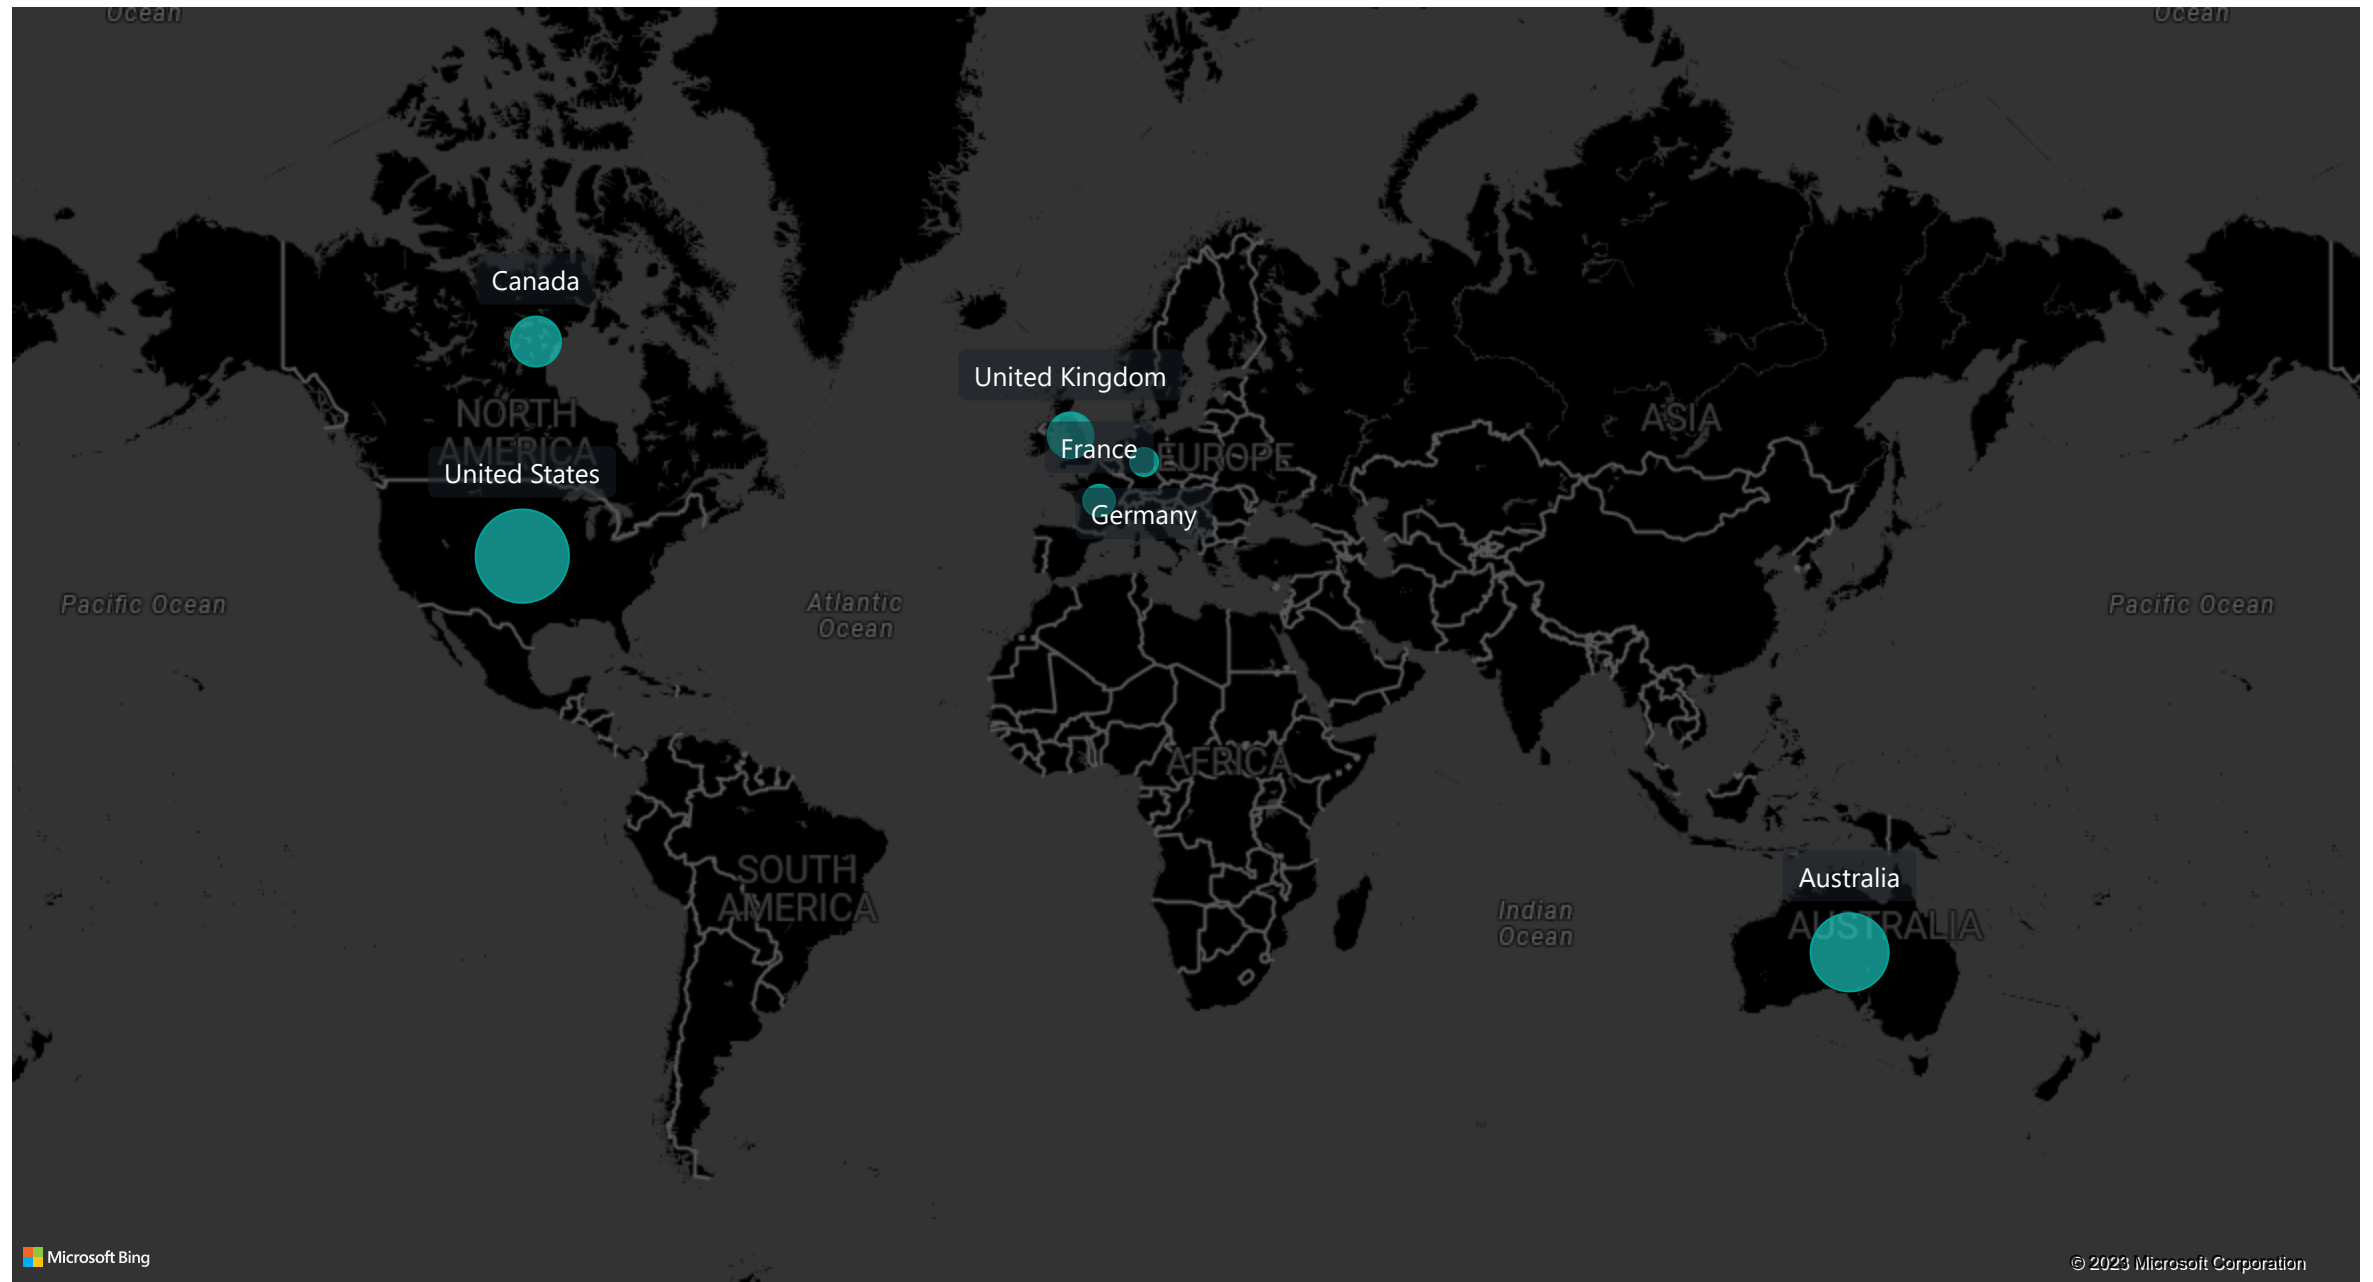 Ocean
Ocean
Canada
United Kingdom
NORTH
AMERICA
ASIA
France
EUROPE
United States
Germany
Pacific Ocean
Atlantic
Ocean
Pacific Ocean
AFRICA
SOUTH
AMERICA
Australia
AUSTRALIA
Indian
Ocean
Microsoft Bing
© 2023 Microsoft Corporation